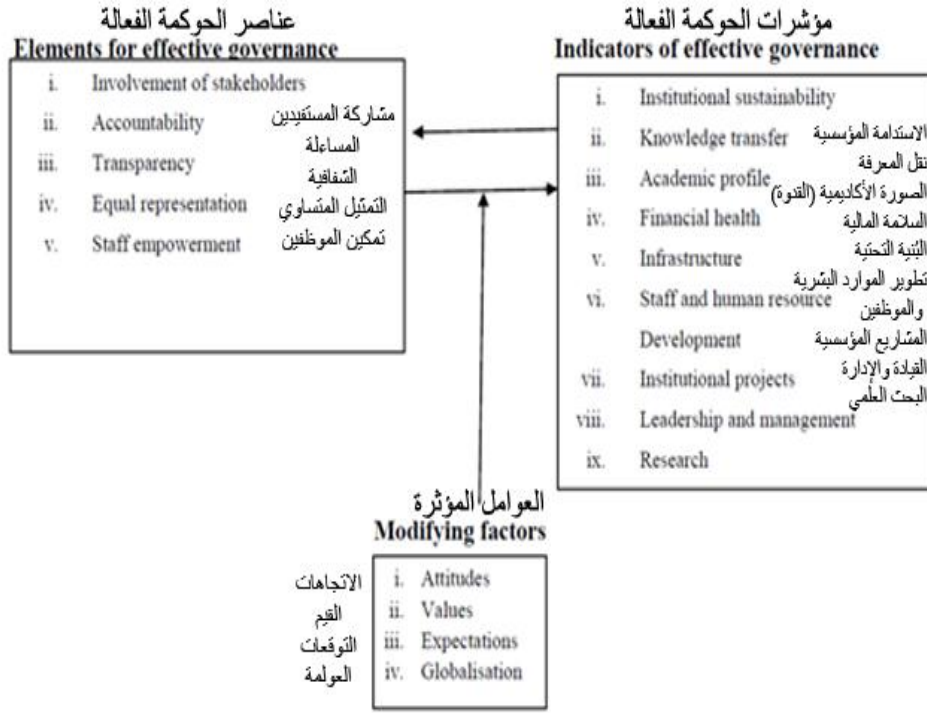 عناصر الحوكمة الفعالة
Elements for effective governance
i. Involvement of stakeholders
ii. Accountability
iii. Transparency
iv. Equal representation
v. Staff empowerment
مشاركة المستفيدين
المساءلة
الشفافية
التمثيل المتساوي
تمكين الموظفين
مؤشرات الحوكمة الفعالة
Indicators of effective governance
i. Institutional sustainability
ii. Knowledge transfer
iii. Academic profile
iv. Financial health
v. Infrastructure
vi. Staff and human resource
Development
vii. Institutional projects
viii. Leadership and management
ix. Research
الاستدامة المؤسسية
نقل المعرفة
الصورة الأكاديمية (القدوة)
السلامة المالية
البنية التحتية
تطوير الموارد البشرية
والموظفين
المشاريع المؤسسية
القيادة والإدارة
البحث العلمي
العوامل المؤثرة
Modifying factors
i. Attitudes
ii. Values
iii. Expectations
iv. Globalisation
الاتجاهات
القيم
التوقعات
العولمة